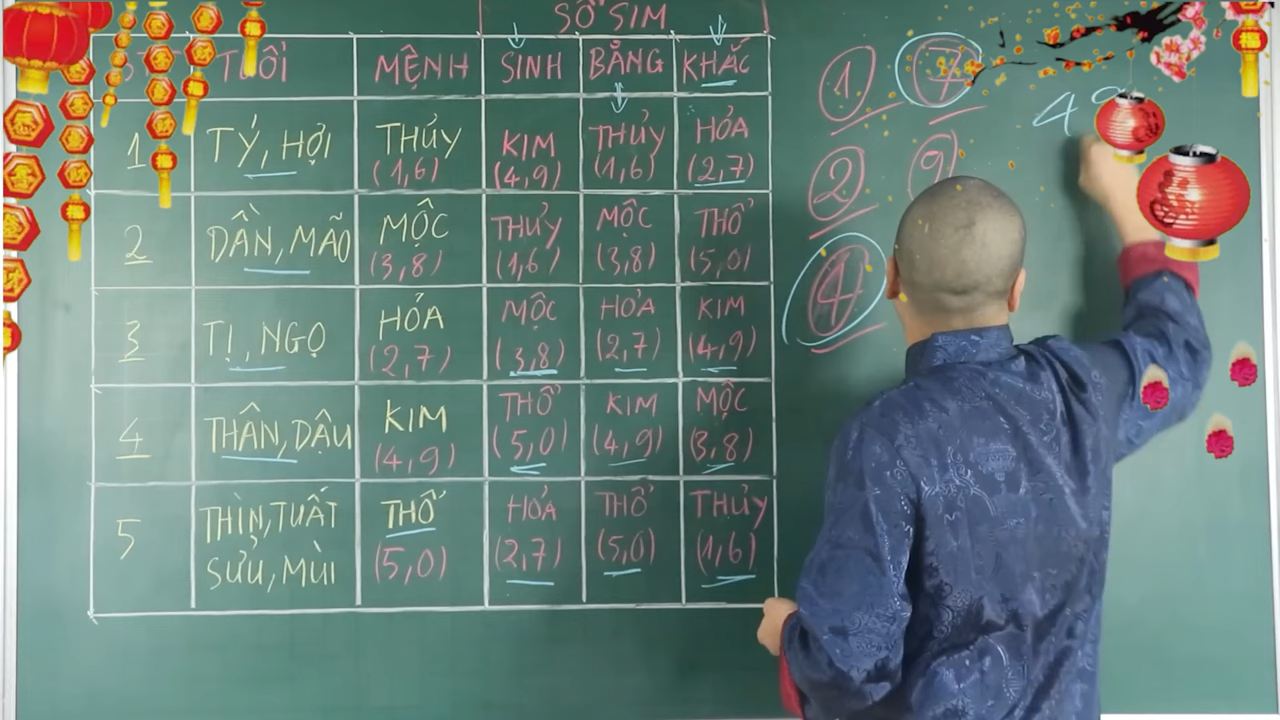 SỐ SIM
TUỔI MỆNH SINH BẰNG KHẮC
1 TÝ, HỢI THỦY (1,6) KIM (4,9) THỦY (1,6) HỎA (2,7)
2 DẦN, MÃO MỘC (3,8) THỦY (1,6) MỘC (3,8) THỔ (5,0)
3 TỊ, NGỌ HỎA (2,7) MỘC (3,8) HỎA (2,7) KIM (4,9)
4 THÂN, DẬU KIM (4,9) THỔ (5,0) KIM (4,9) MỘC (3,8)
5 THÌN, TUẤT SỬU, MÙI THỔ (5,0) HỎA (2,7) THỔ (5,0) THỦY (1,6)
1 7
2 9
4
4
福